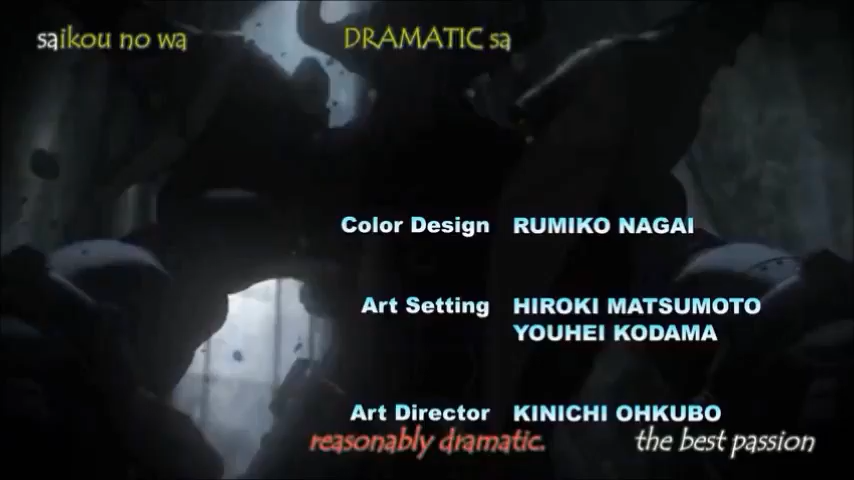 saikou no wa DRAMATIC sa
Color Design RUMIKO NAGAI
Art Setting HIROKI MATSUMOTO
YOUHEI KODAMA
Art Director KINICHI OHKUBO
reasonably dramatic. the best passion